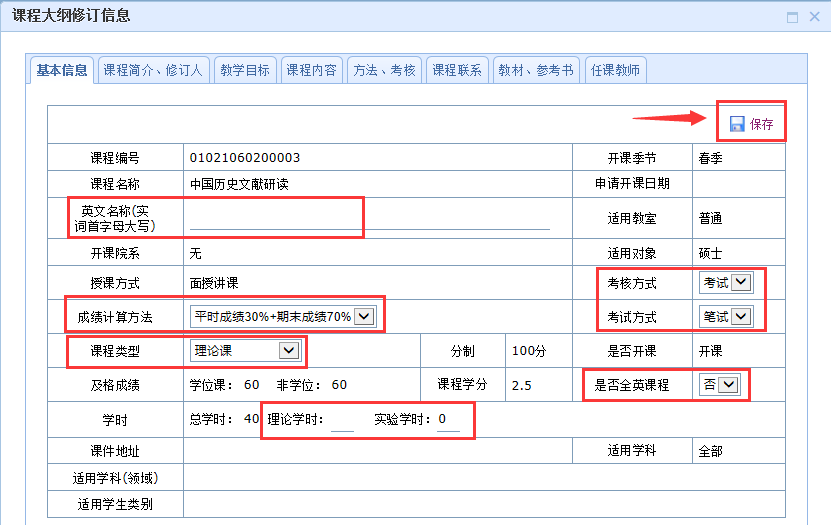 课程大纲修订信息
基本信息 课程简介、修订人 教学目标 课程内容 方法、考核 课程联系 教材、参考书 任课教师
保存
课程编号 01021060200003 开课季节 春季
课程名称 中国历史文献研读 申请开课日期
英文名称(实
词首字母大写) 适用教室 普通
开课院系 无 适用对象 硕士
授课方式 面授讲课 考核方式 考试
成绩计算方法 平时成绩30%+期末成绩70% 考试方式 笔试
课程类型 理论课 分制 100分 是否开课 开课
及格成绩 学位课: 60 非学位: 60 课程学分 2.5 是否全英课程 否
学时 总学时: 40 理论学时: 实验学时: 0
课件地址 适用学科 全部
适用学科(领域)
适用学生类别